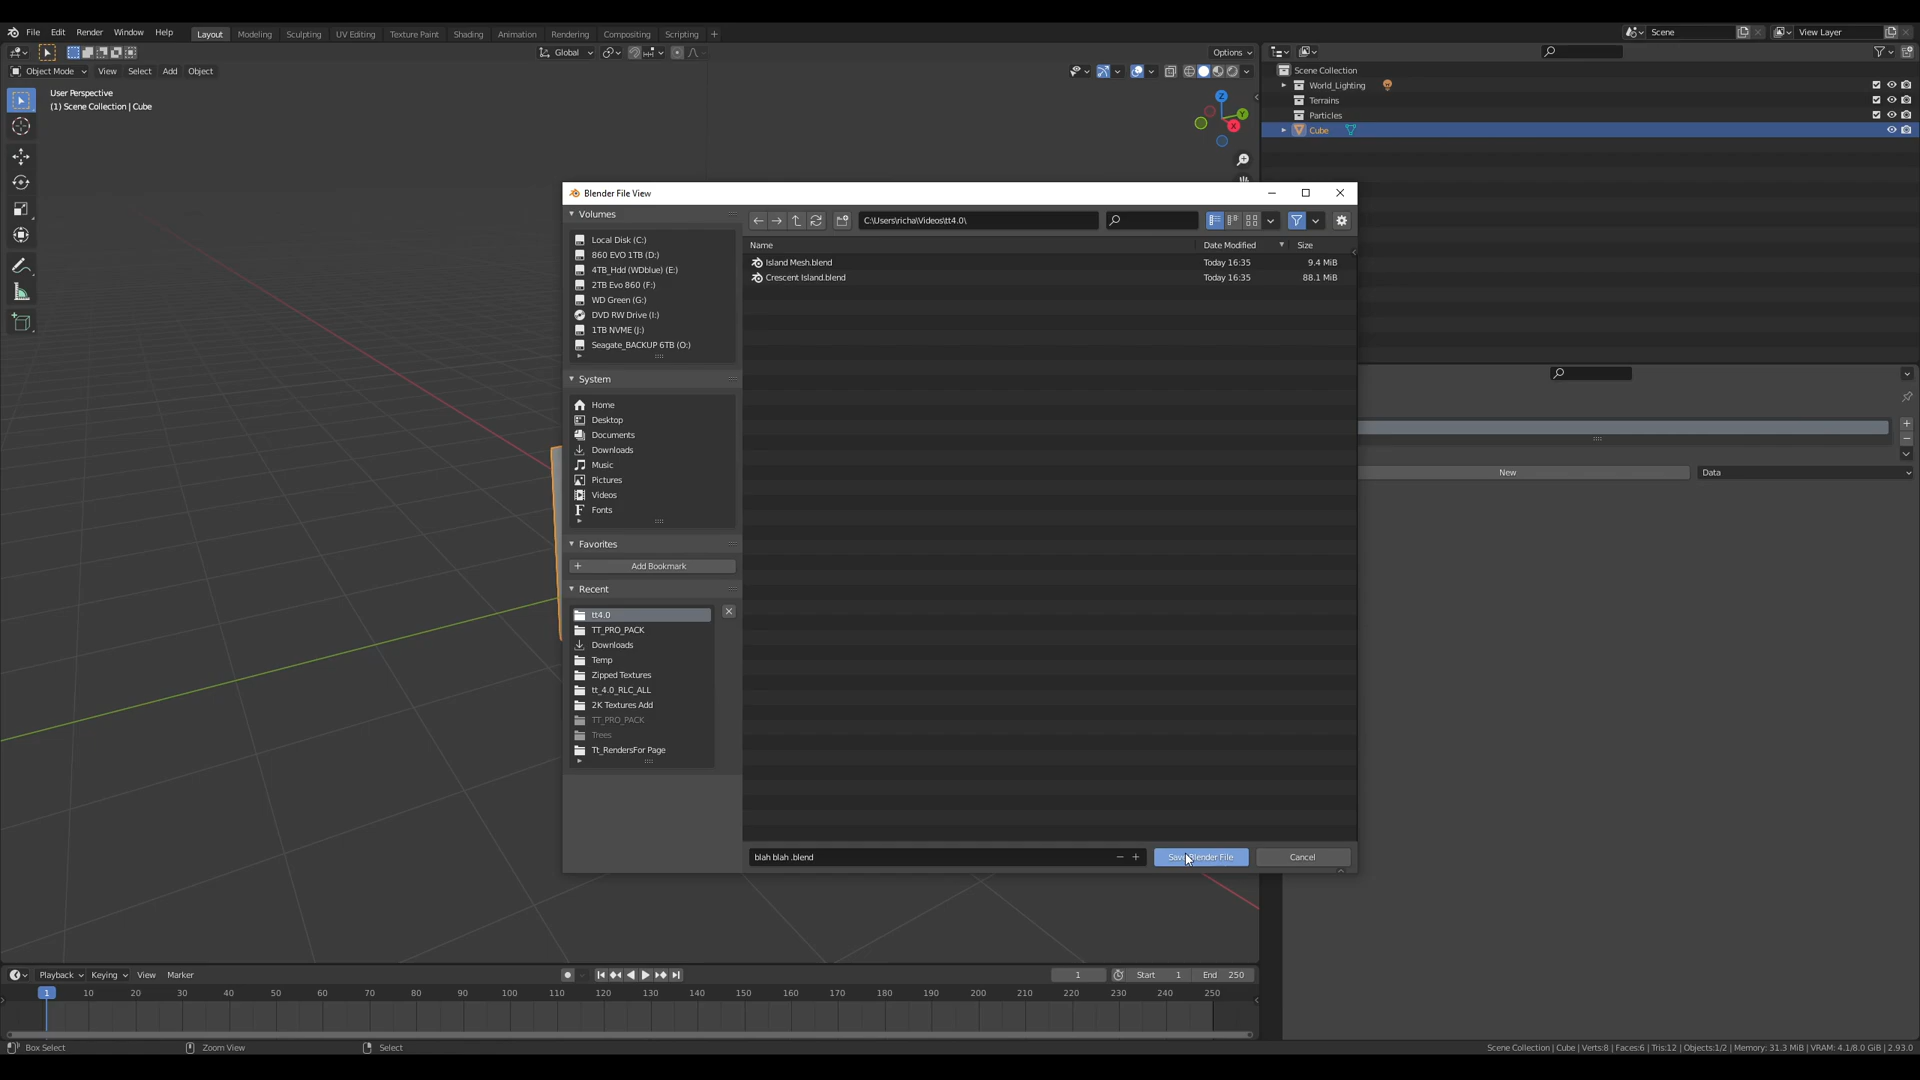 File Edit Render Window Help Layout Modeling Sculpting UV Editing Texture Paint Shading Animation Rendering Compositing Scripting + Scene View Layer
Global Options
Object Mode View Select Add Object
User Perspective
(1) Scene Collection | Cube
Z
Y
X
Scene Collection
World_Lighting
Terrains
Particles
Cube
Blender File View
Volumes
Local Disk (C:)
860 EVO 1TB (D:)
4TB_Hdd (WDblue) (E:)
2TB Evo 860 (F:)
WD Green (G:)
DVD RW Drive (I:)
1TB NVME (J:)
Seagate_BACKUP 6TB (O:)
System
Home
Desktop
Documents
Downloads
Music
Pictures
Videos
Fonts
Favorites
Add Bookmark
Recent
tt4.0
TT_PRO_PACK
Downloads
Temp
Zipped Textures
tt_4.0_RLC_ALL
2K Textures Add
TT_PRO_PACK
Trees
Tt_RendersFor Page
C:\Users\richa\Videos\tt4.0\
Name Date Modified Size
Island Mesh.blend Today 16:35 9.4 MiB
Crescent Island.blend Today 16:35 88.1 MiB
blah blah .blend Save Blender File Cancel
New Data
Playback Keying View Marker 1 Start 1 End 250
1 10 20 30 40 50 60 70 80 90 100 110 120 130 140 150 160 170 180 190 200 210 220 230 240 250
Box Select Zoom View Select Scene Collection | Cube | Verts:8 | Faces:6 | Tris:12 | Objects:1/2 | Memory: 31.3 MiB | VRAM: 4.1/8.0 GiB | 2.93.0